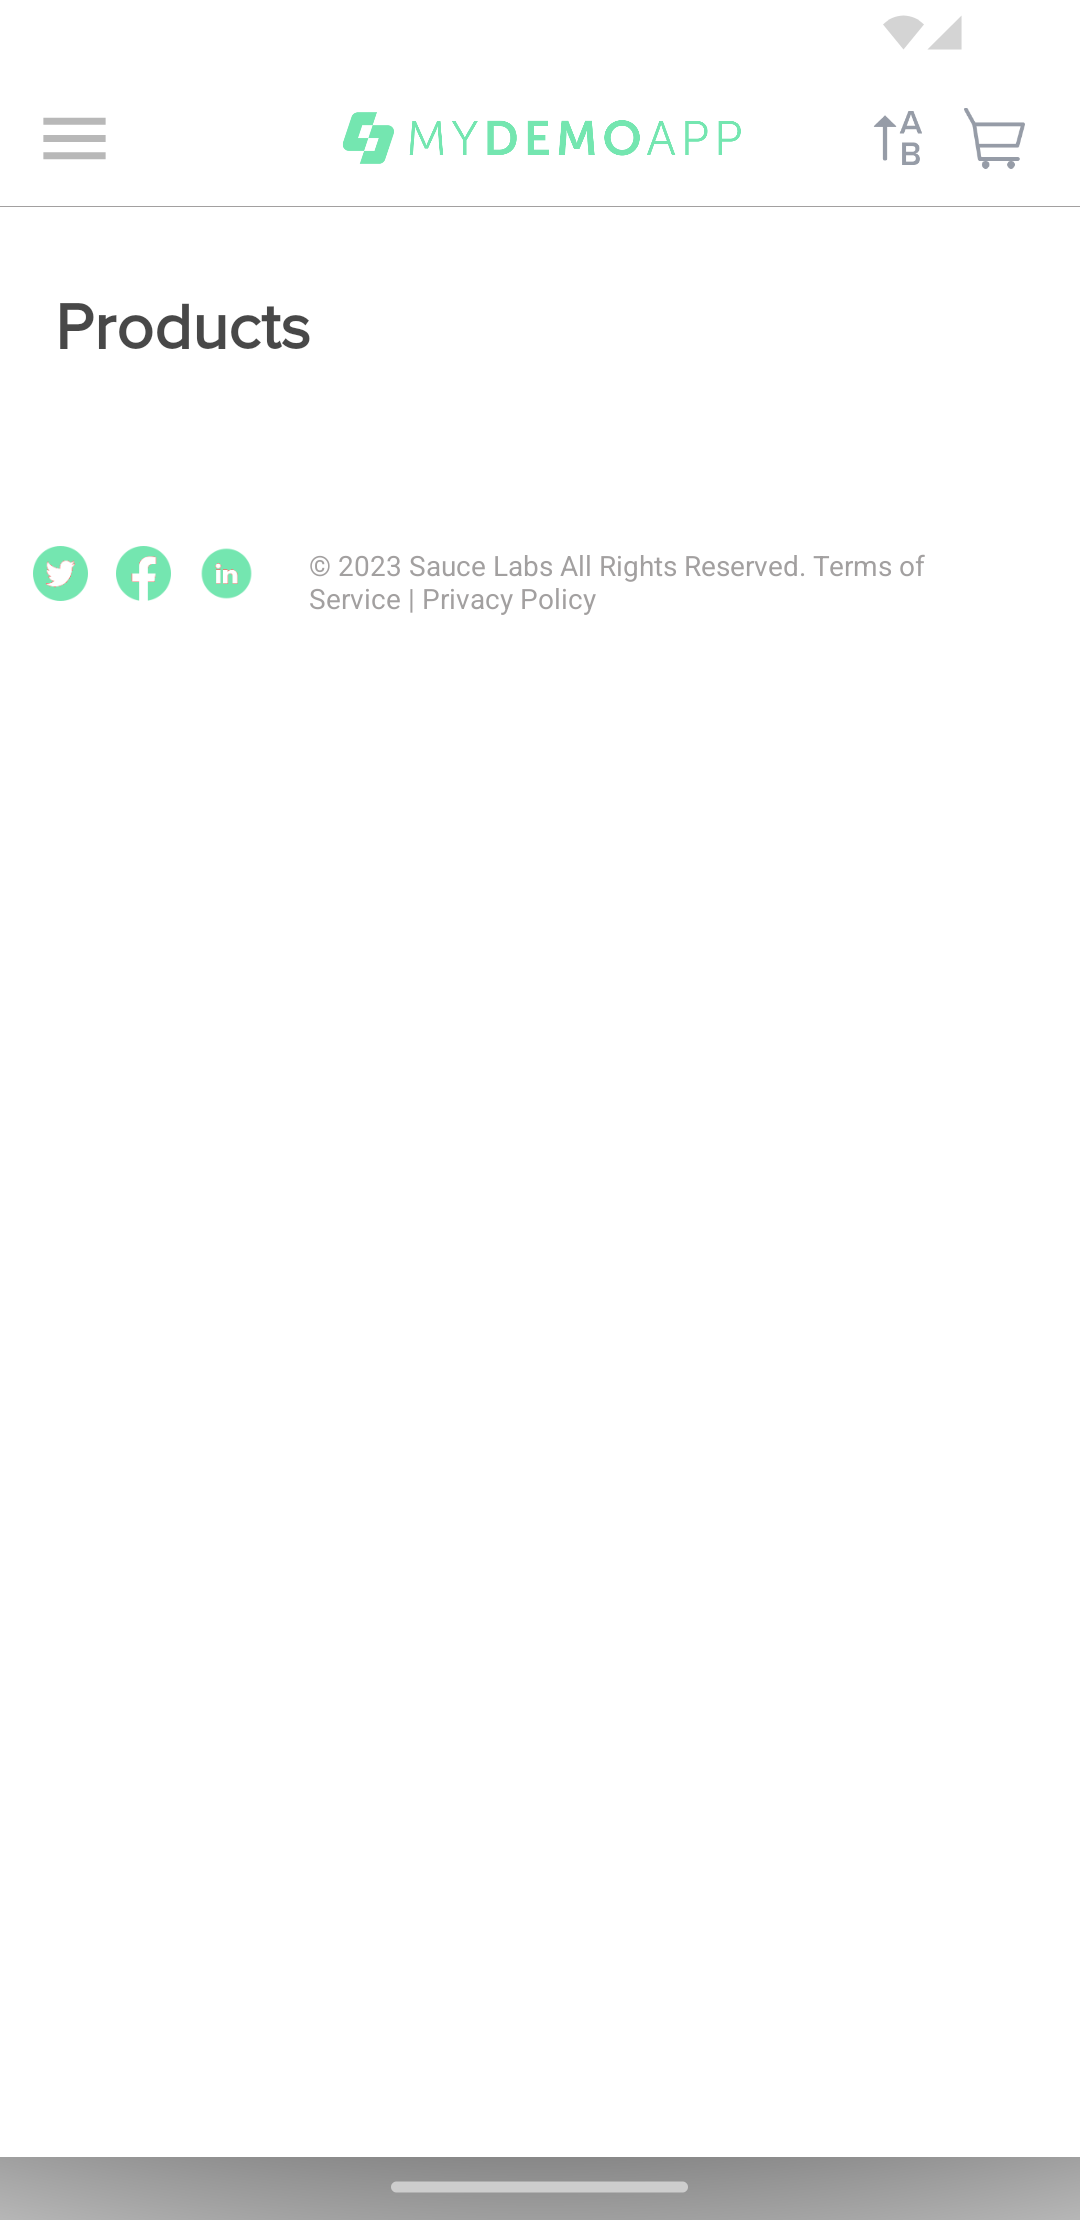 MYDEMOAPP
A
B
Products
in
© 2023 Sauce Labs All Rights Reserved. Terms of
Service | Privacy Policy